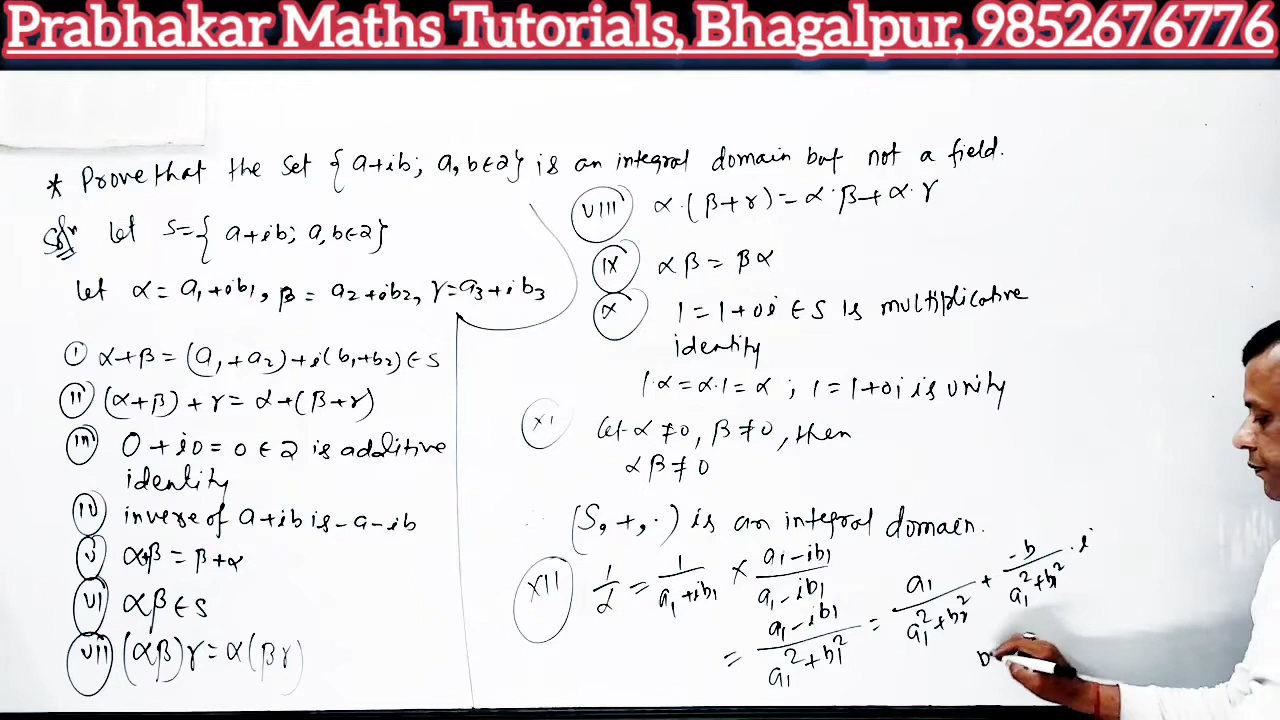 Prabhakar Maths Tutorials, Bhagalpur, 9852676776
* Prove that the set {a+ib; a, b∈2} is an integral domain but not a field.
Solⁿ Let S={ a+ib; a, b∈2}
let α = a₁+ib₁, β = a₂+ib₂, γ=a₃+ib₃
(i) α+β = (a₁+a₂)+i(b₁+b₂)∈S
(ii) (α+β)+γ = α+(β+γ)
(iii) 0+i0=0∈2 is additive
identity
(iv) inverse of a+ib is -a-ib
(v) α+β = β+α
(vi) αβ∈S
(vii) (αβ)γ = α(βγ)
(viii) α·(β+γ)=α·β+α·γ
(ix) αβ = βα
(x) 1=1+0i∈S is multiplicative
identity
1·α=α·1=α ; 1=1+0i is unity
(xi) let α≠0, β≠0, then
αβ≠0
∴ (S, +, ·) is an integral domain.
(xii) 1/α = 1/(a₁+ib₁) × (a₁-ib₁)/(a₁-ib₁)
= (a₁-ib₁)/(a₁²+b₁²) = a₁/(a₁²+b₁²) + -b/(a₁²+b₁²) · i